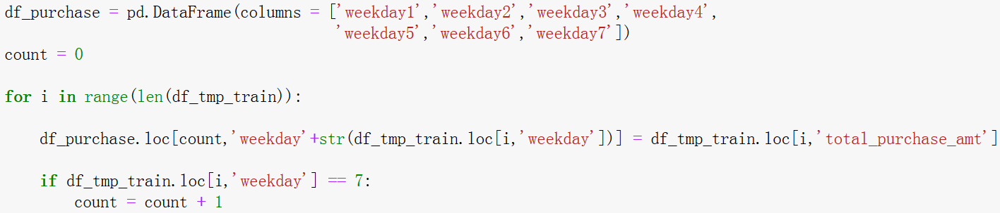 df_purchase = pd.DataFrame(columns = ['weekday1','weekday2','weekday3','weekday4',
                                      'weekday5','weekday6','weekday7'])
count = 0
for i in range(len(df_tmp_train)):
    df_purchase.loc[count,'weekday'+str(df_tmp_train.loc[i,'weekday'])] = df_tmp_train.loc[i,'total_purchase_amt']
    if df_tmp_train.loc[i,'weekday'] == 7:
        count = count + 1